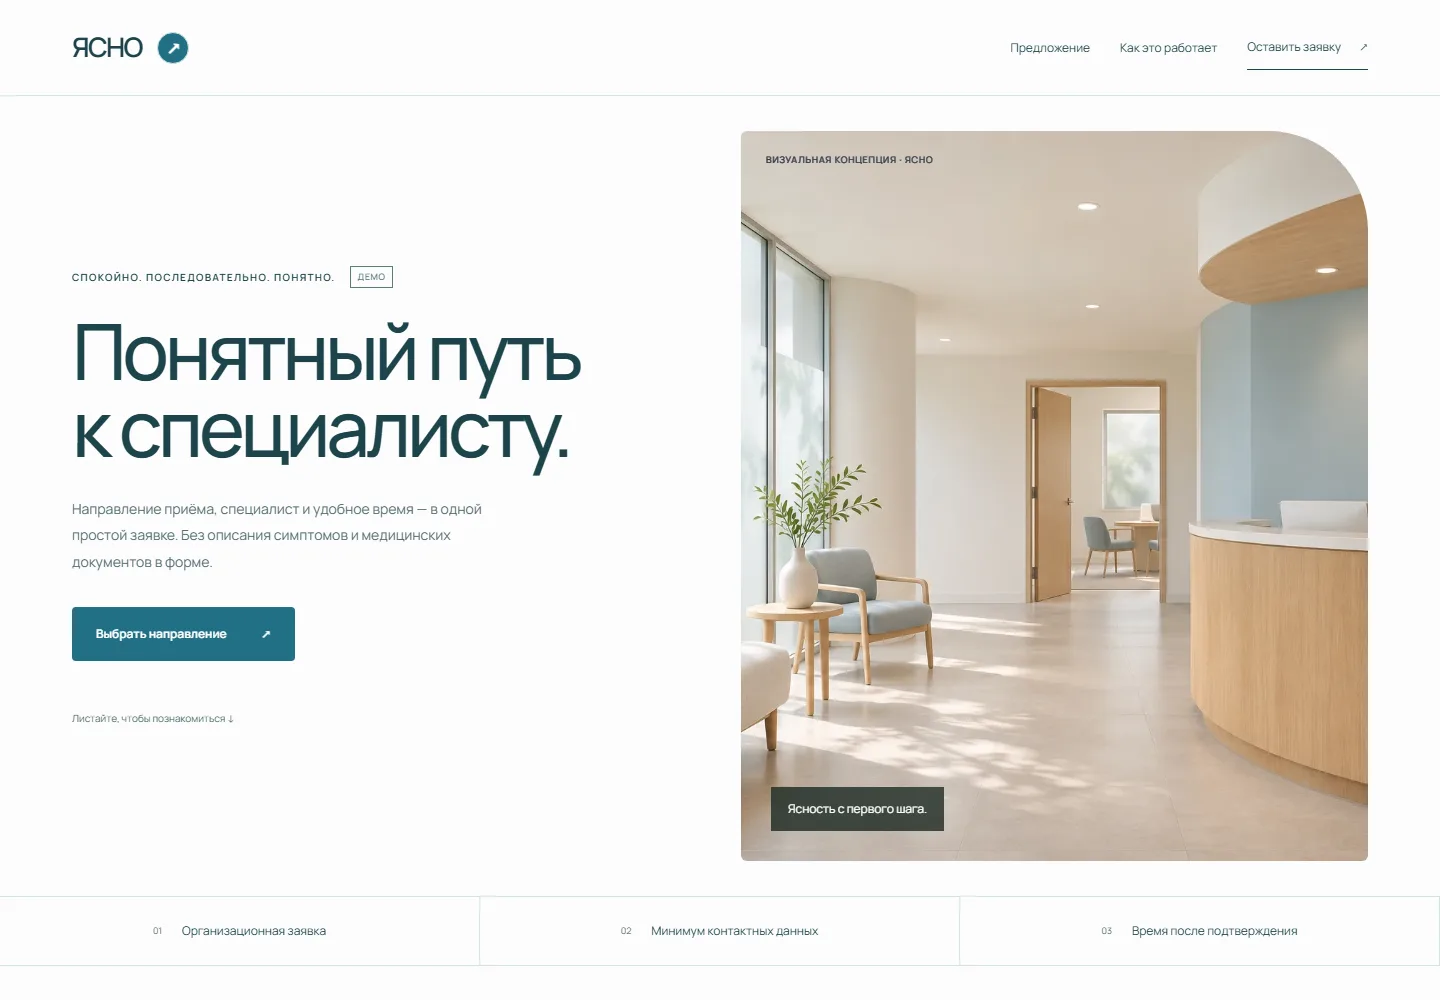 ЯСНО ↗
Предложение
Как это работает
Оставить заявку ↗
СПОКОЙНО. ПОСЛЕДОВАТЕЛЬНО. ПОНЯТНО.
ДЕМО
Понятный путь
к специалисту.
Направление приёма, специалист и удобное время — в одной
простой заявке. Без описания симптомов и медицинских
документов в форме.
Выбрать направление ↗
Листайте, чтобы познакомиться ↓
ВИЗУАЛЬНАЯ КОНЦЕПЦИЯ · ЯСНО
Ясность с первого шага.
01 Организационная заявка
02 Минимум контактных данных
03 Время после подтверждения